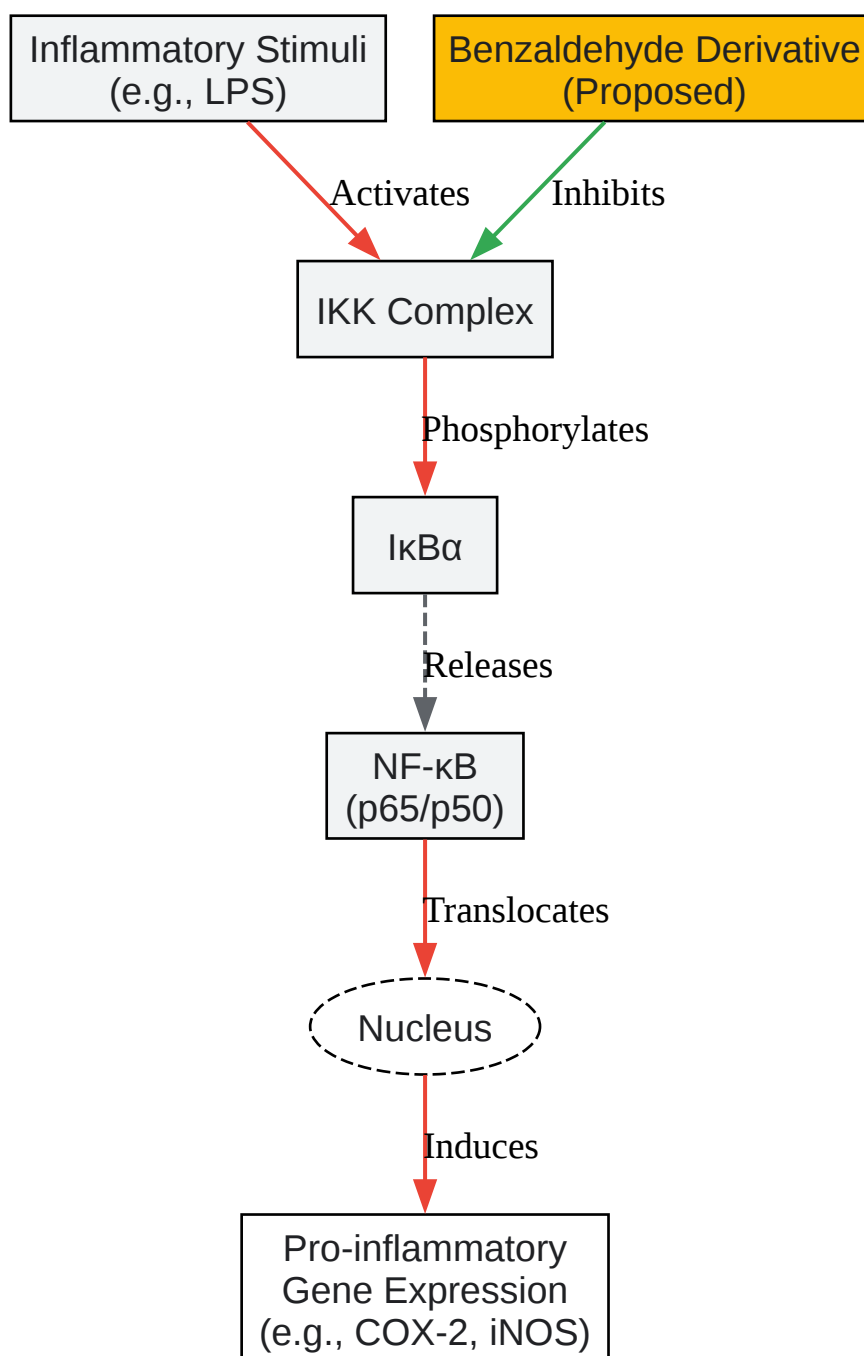 Inflammatory Stimuli
(e.g., LPS)
Benzaldehyde Derivative
(Proposed)
Activates
Inhibits
IKK Complex
Phosphorylates
IκBα
Releases
NF-κB
(p65/p50)
Translocates
Nucleus
Induces
Pro-inflammatory
Gene Expression
(e.g., COX-2, iNOS)